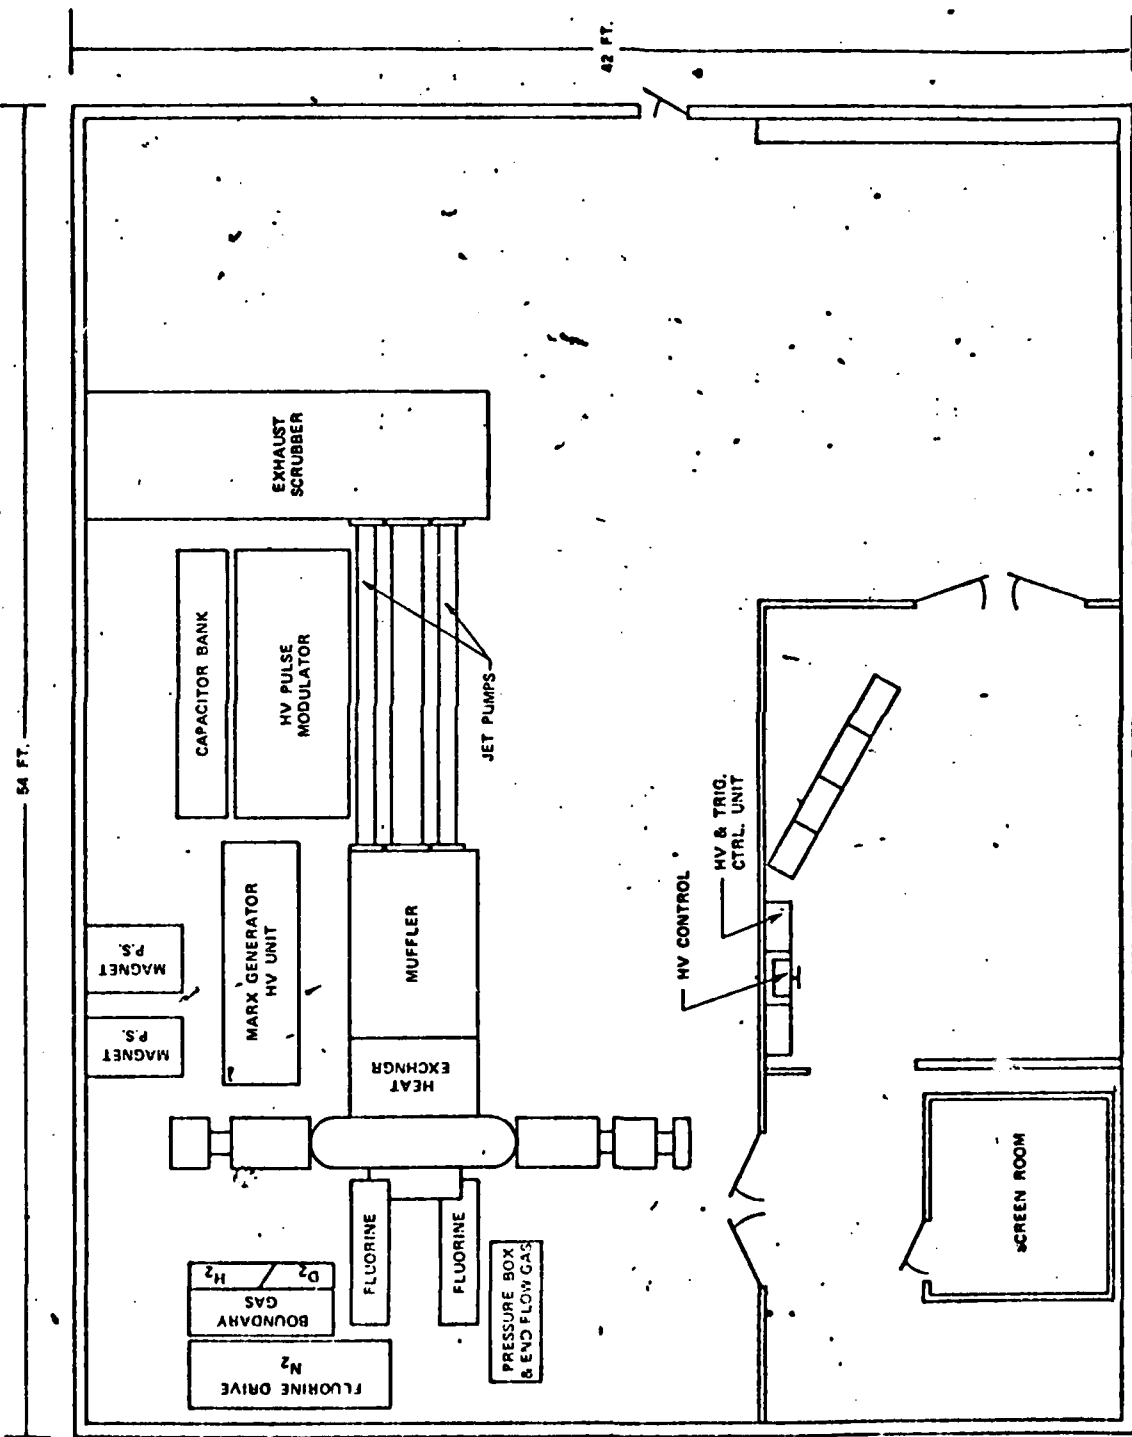 42 FT.
54 FT.
EXHAUST
SCRUBBER
CAPACITOR BANK
HV PULSE
MODULATOR
JET PUMPS
MAGNET
P.S.
MAGNET
P.S.
MARX GENERATOR
HV UNIT
MUFFLER
HEAT
EXCHNGR
HV CONTROL
HV & TRIG.
CTRL. UNIT
FLUORINE
FLUORINE
H2
D2
BOUNDARY
GAS
FLUORINE DRIVE
N2
PRESSURE BOX
& END FLOW GAS
SCREEN ROOM